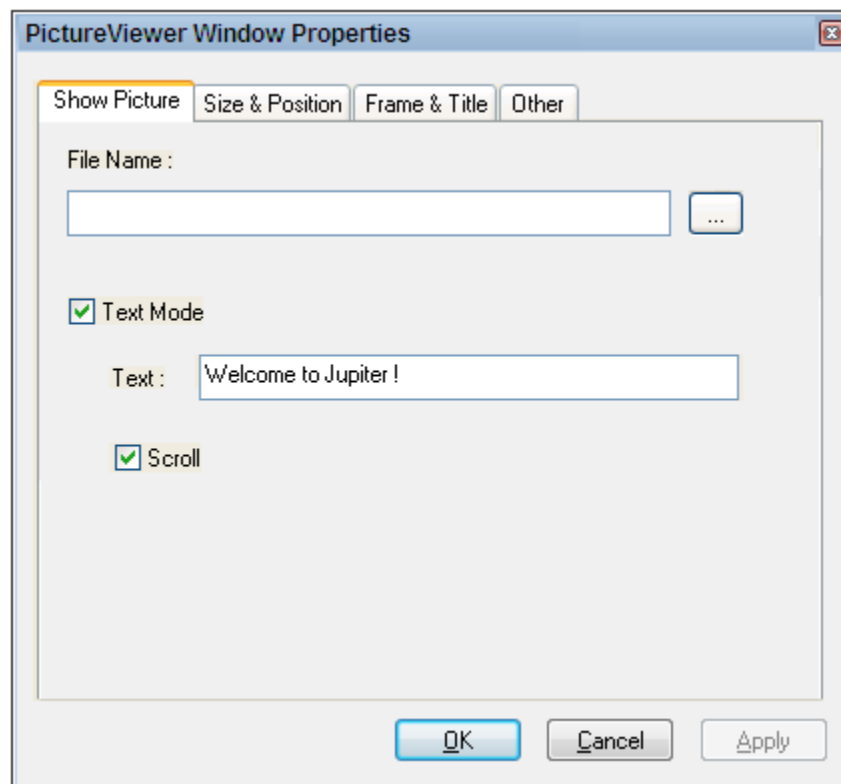 PictureViewer Window Properties
Show Picture Size & Position Frame & Title Other
File Name :
...
Text Mode
Text : Welcome to Jupiter !
Scroll
OK Cancel Apply